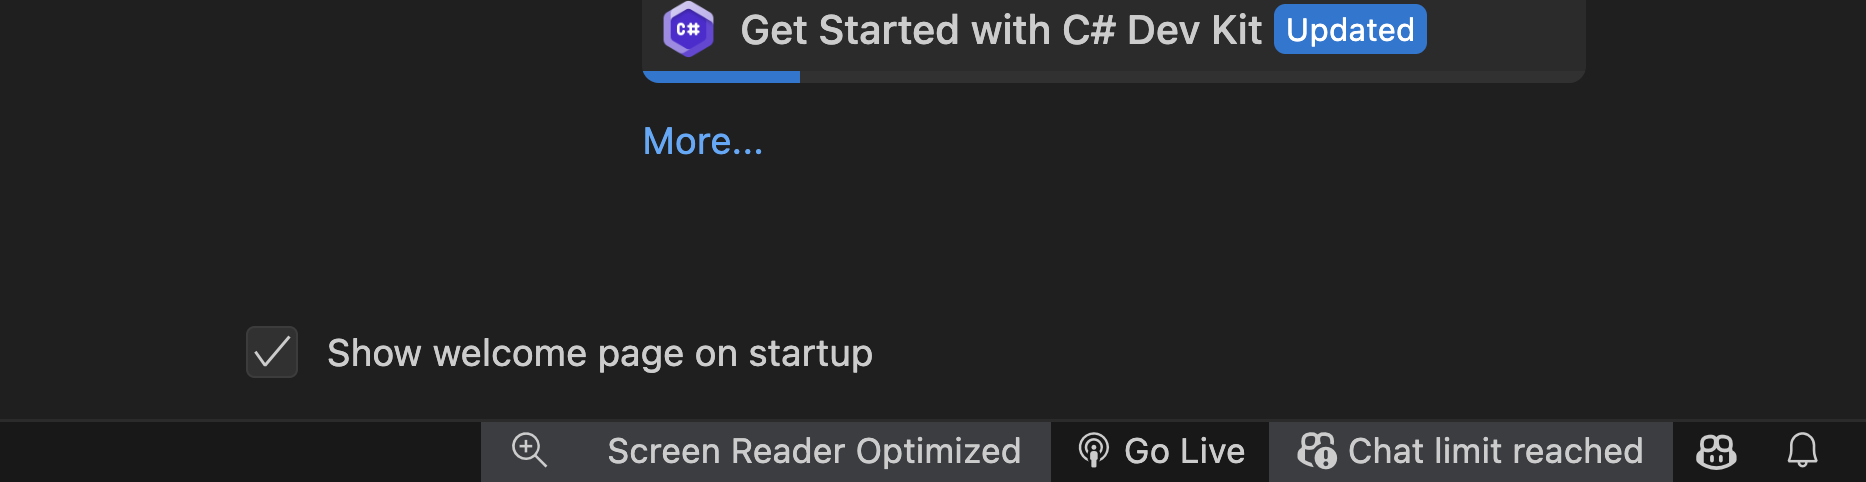 C#
Get Started with C# Dev Kit Updated
More...
Show welcome page on startup
Screen Reader Optimized Go Live Chat limit reached